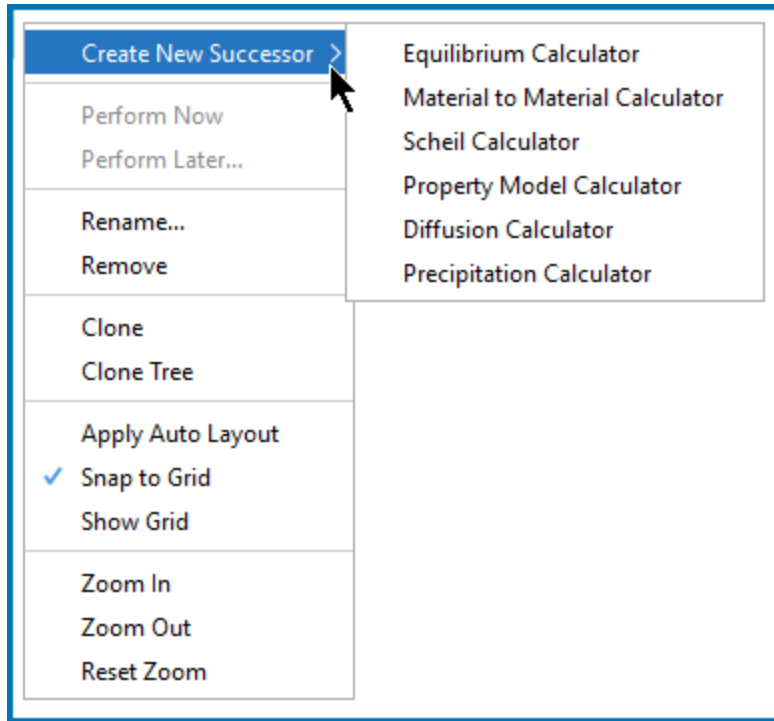 Create New Successor
Perform Now
Perform Later...
Rename...
Remove
Clone
Clone Tree
Apply Auto Layout
Snap to Grid
Show Grid
Zoom In
Zoom Out
Reset Zoom
Equilibrium Calculator
Material to Material Calculator
Scheil Calculator
Property Model Calculator
Diffusion Calculator
Precipitation Calculator